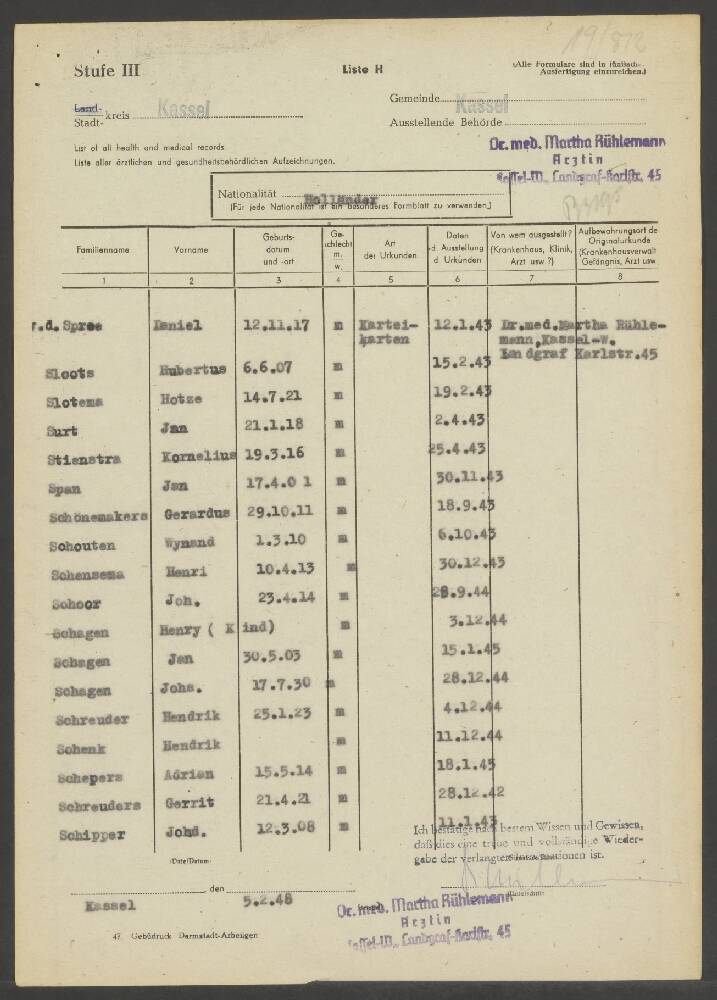 19/812
Stufe III
Liste H
(Alle Formulare sind in fünffach.
Ausfertigung einzureichen.)
Land-
Stadt- kreis Kassel
Gemeinde Kassel
Ausstellende Behörde
Dr. med. Martha Rühlemann
Ärztin
Kassel-W., Landgraf-Karlstr. 45
List of all health and medical records
Liste aller ärztlichen und gesundheitsbehördlichen Aufzeichnungen.
Nationalität Holländer
(Für jede Nationalität ist ein besonderes Formblatt zu verwenden.)
Familienname Vorname Geburts-datum und -ort Ge-schlecht m. w. Art der Urkunden Daten d. Ausstellung d Urkunden Von wem ausgestellt? (Krankenhaus, Klinik, Arzt usw ?) Aufbewahrungsort de Originalurkunde (Krankenhausverwalt Gefängnis, Arzt usw
1 2 3 4 5 6 7 8
v.d. Spree Daniel 12.11.17 m Kartei- 12.1.43 Dr.med.Martha Rühle-
karten mann,Kassel-W.
Landgraf Karlstr.45
Sloots Hubertus 6.6.07 m 15.2.43
Slotema Hotze 14.7.21 m 19.2.43
Surt Jan 21.1.18 m 2.4.43
Stienstra Kornelius 19.3.16 m 25.4.43
Span Jan 17.4.0 1 m 30.11.43
Schönemakers Gerardus 29.10.11 m 18.9.43
Schouten Wynand 1.3.10 m 6.10.43
Schensema Henri 10.4.13 m 30.12.43
Schoor Joh. 23.4.14 m 28.9.44
Schagen Henry ( K ind) m 3.12.44
Schagen Jan 30.5.03 m 15.1.45
Schagen Johs. 17.7.30 m 28.12.44
Schreuder Hendrik 25.1.23 m 4.12.44
Schenk Hendrik m 11.12.44
Schepers Adrian 15.5.14 m 18.1.45
Schreuders Gerrit 21.4.21 m 28.12.42
Schipper Johd. 12.3.08 m 11.1.43
Ich bestätige nach bestem Wissen und Gewissen,
daß dies eine treue und vollständige Wieder-
gabe der verlangten Informationen ist.
(Date/Datum)
Kassel , den 5.2.48
Dr. med. Martha Rühlemann
Ärztin
Kassel-W., Landgraf-Karlstr. 45
47. Gebüdruck Darmstadt-Arheilgen